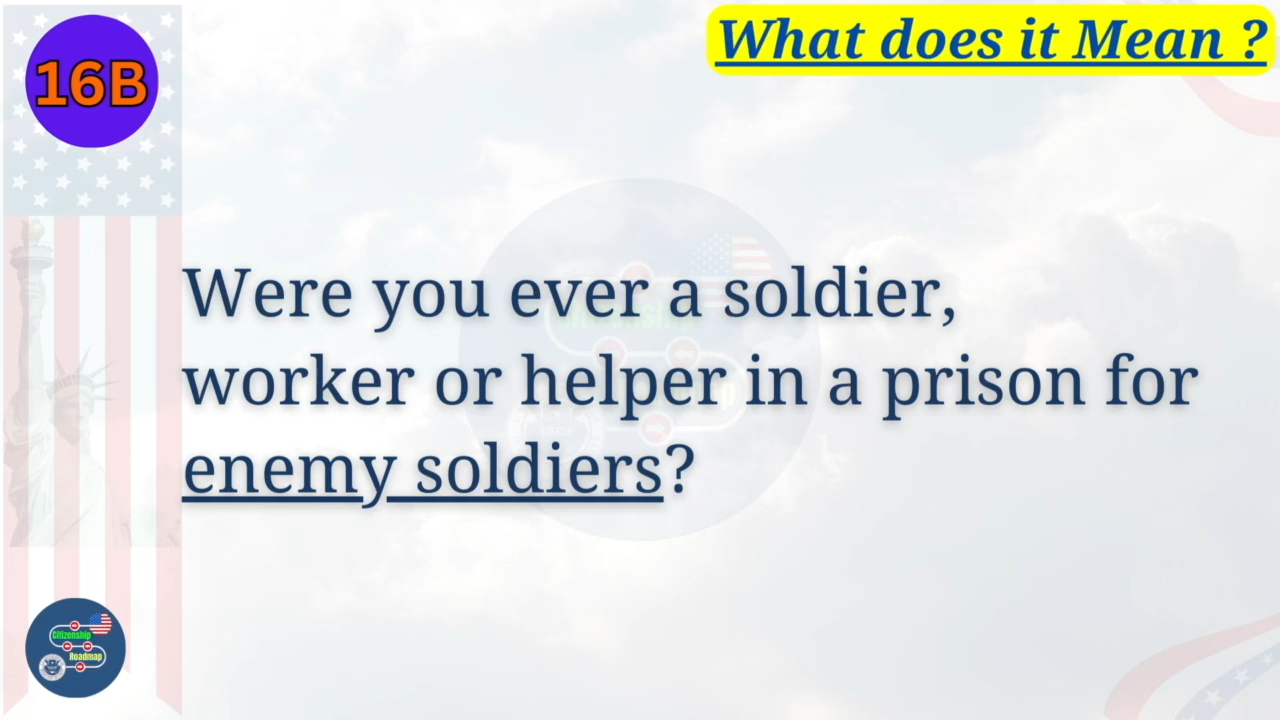 16B
What does it Mean ?
Were you ever a soldier,
worker or helper in a prison for
enemy soldiers?
Citizenship
Roadmap